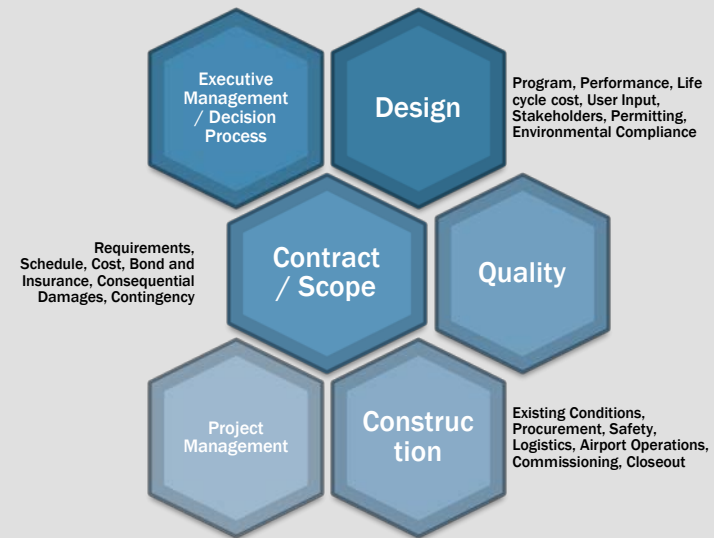 Executive
Management
/ Decision
Process
Design
Program, Performance, Life
cycle cost, User Input,
Stakeholders, Permitting,
Environmental Compliance
Requirements,
Schedule, Cost, Bond and
Insurance, Consequential
Damages, Contingency
Contract
/ Scope
Quality
Project
Management
Construc
tion
Existing Conditions,
Procurement, Safety,
Logistics, Airport Operations,
Commissioning, Closeout